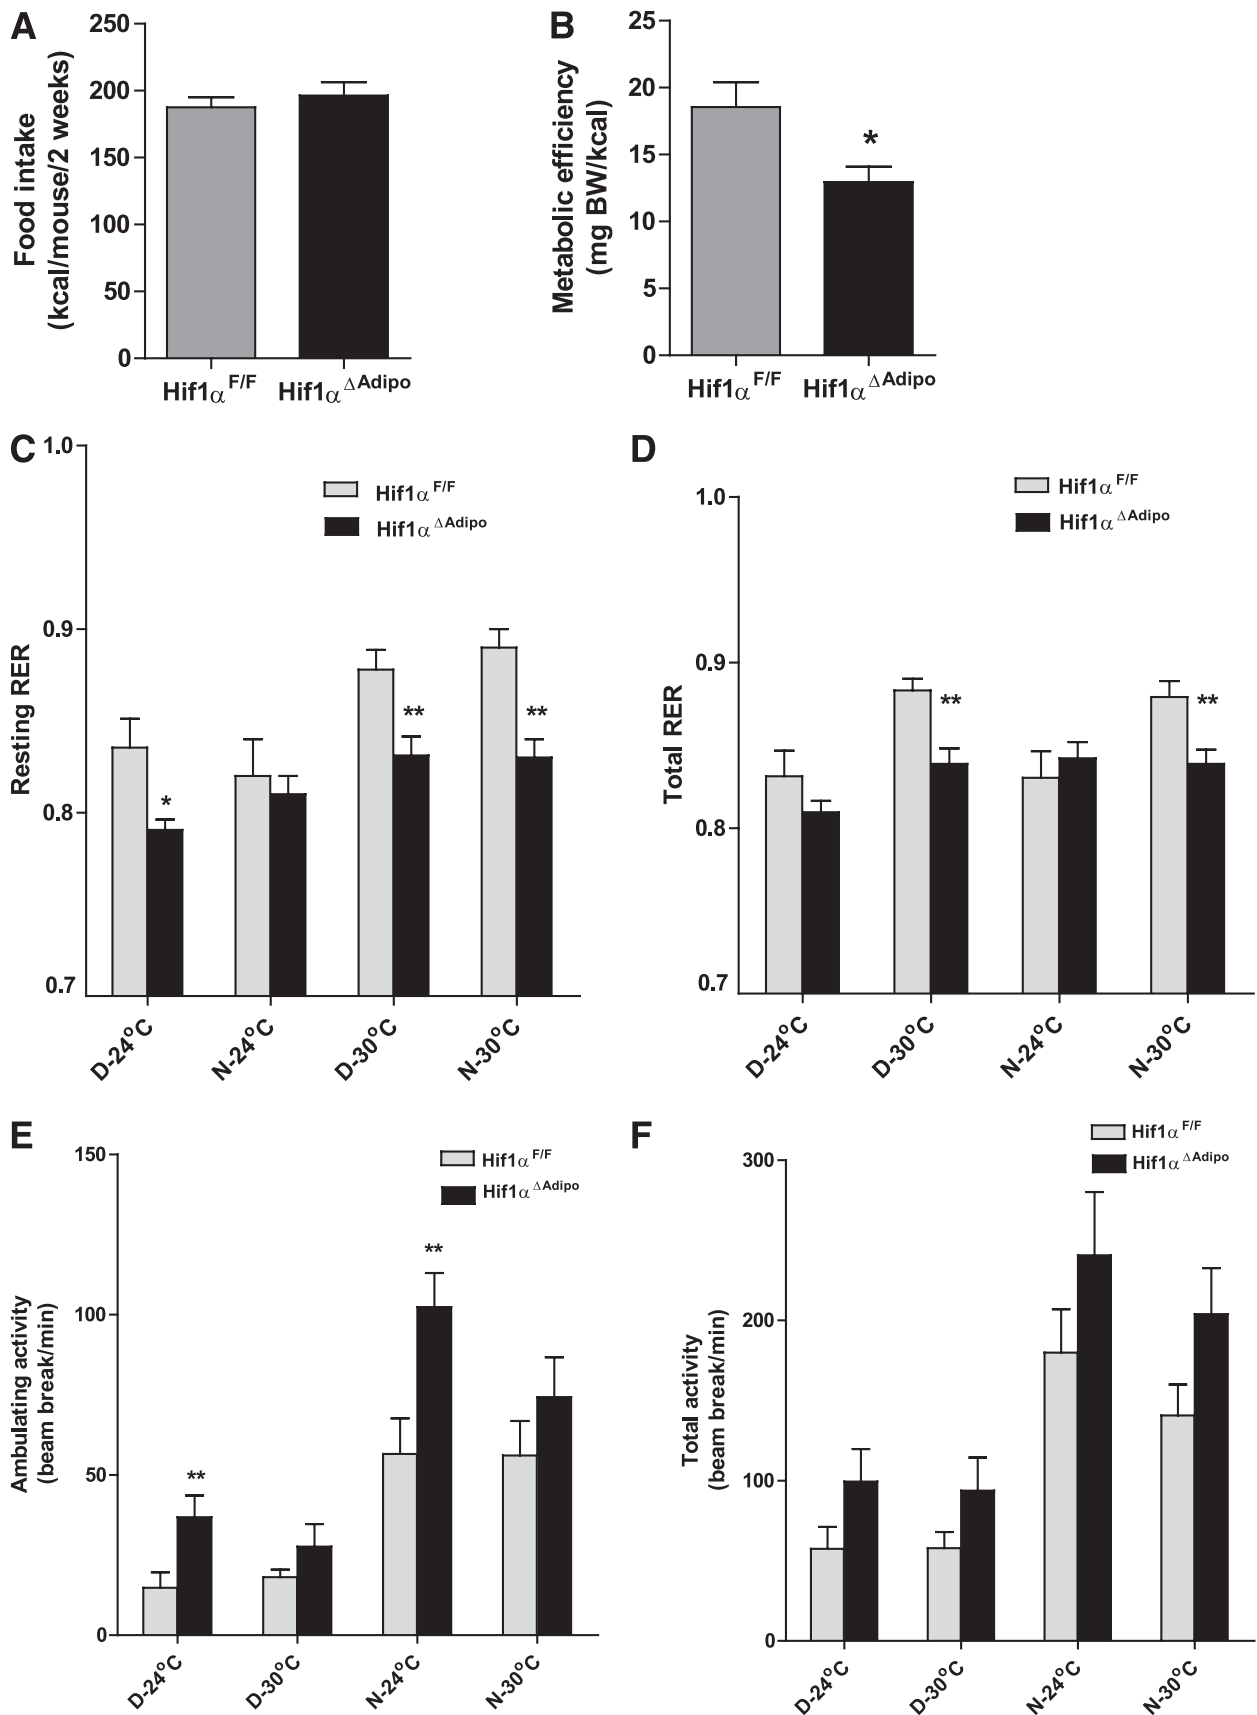 A
Food intake
(kcal/mouse/2 weeks)
250
200
150
100
50
0
Hif1α F/F
Hif1α ΔAdipo
B
Metabolic efficiency
(mg BW/kcal)
25
20
15
10
5
0
*
Hif1α F/F
Hif1α ΔAdipo
C
Resting RER
1.0
0.9
0.8
0.7
Hif1α F/F
Hif1α ΔAdipo
*
**
**
D-24°C
N-24°C
D-30°C
N-30°C
D
Total RER
1.0
0.9
0.8
0.7
Hif1α F/F
Hif1α ΔAdipo
**
**
D-24°C
D-30°C
N-24°C
N-30°C
E
Ambulating activity
(beam break/min)
150
100
50
0
Hif1α F/F
Hif1α ΔAdipo
**
**
D-24°C
D-30°C
N-24°C
N-30°C
F
Total activity
(beam break/min)
300
200
100
0
Hif1α F/F
Hif1α ΔAdipo
D-24°C
D-30°C
N-24°C
N-30°C